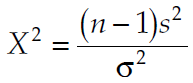 X² = (n − 1)s² / σ²